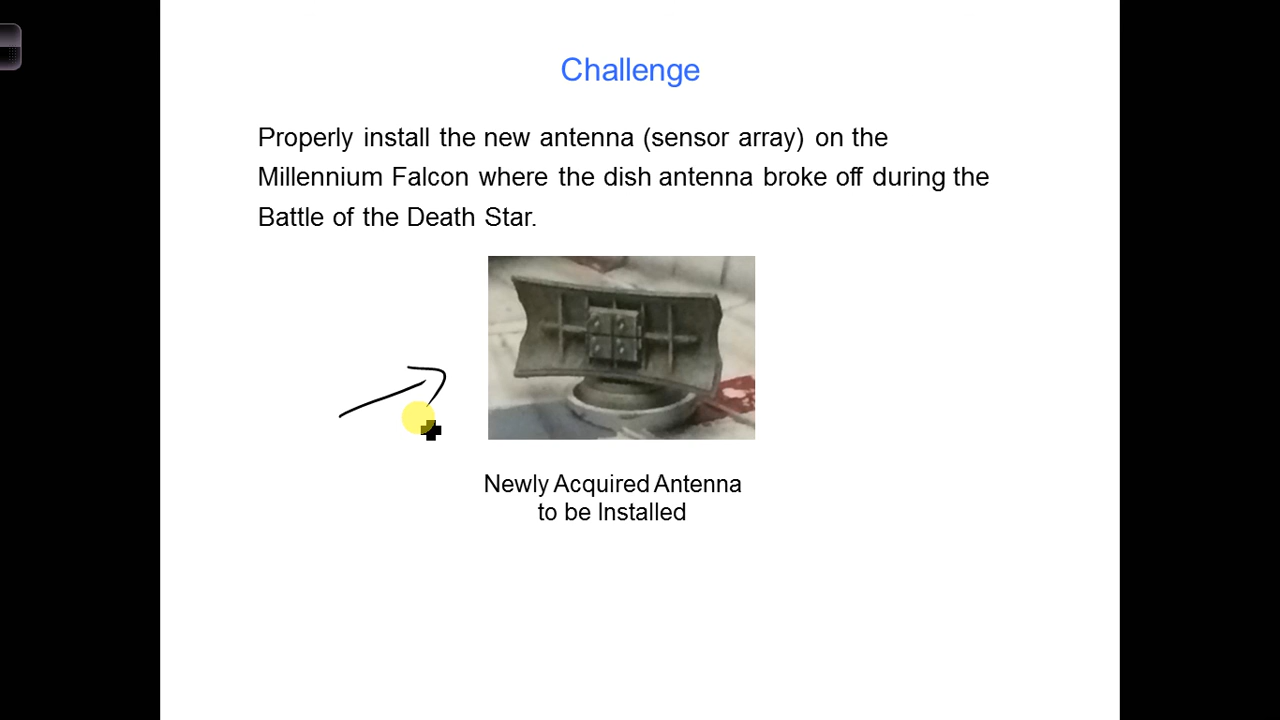 Challenge
Properly install the new antenna (sensor array) on the
Millennium Falcon where the dish antenna broke off during the
Battle of the Death Star.
Newly Acquired Antenna
to be Installed